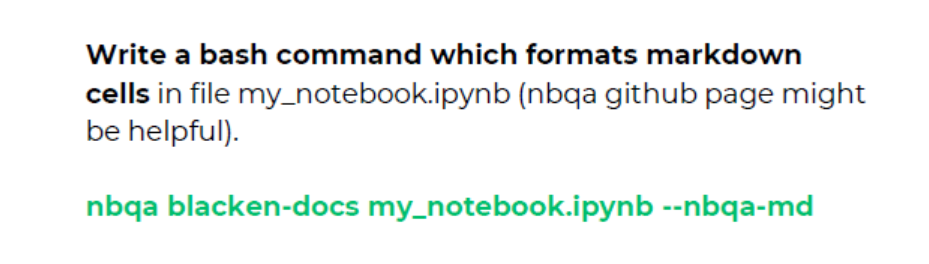 Write a bash command which formats markdown
cells in file my_notebook.ipynb (nbqa github page might
be helpful).
nbqa blacken-docs my_notebook.ipynb --nbqa-md